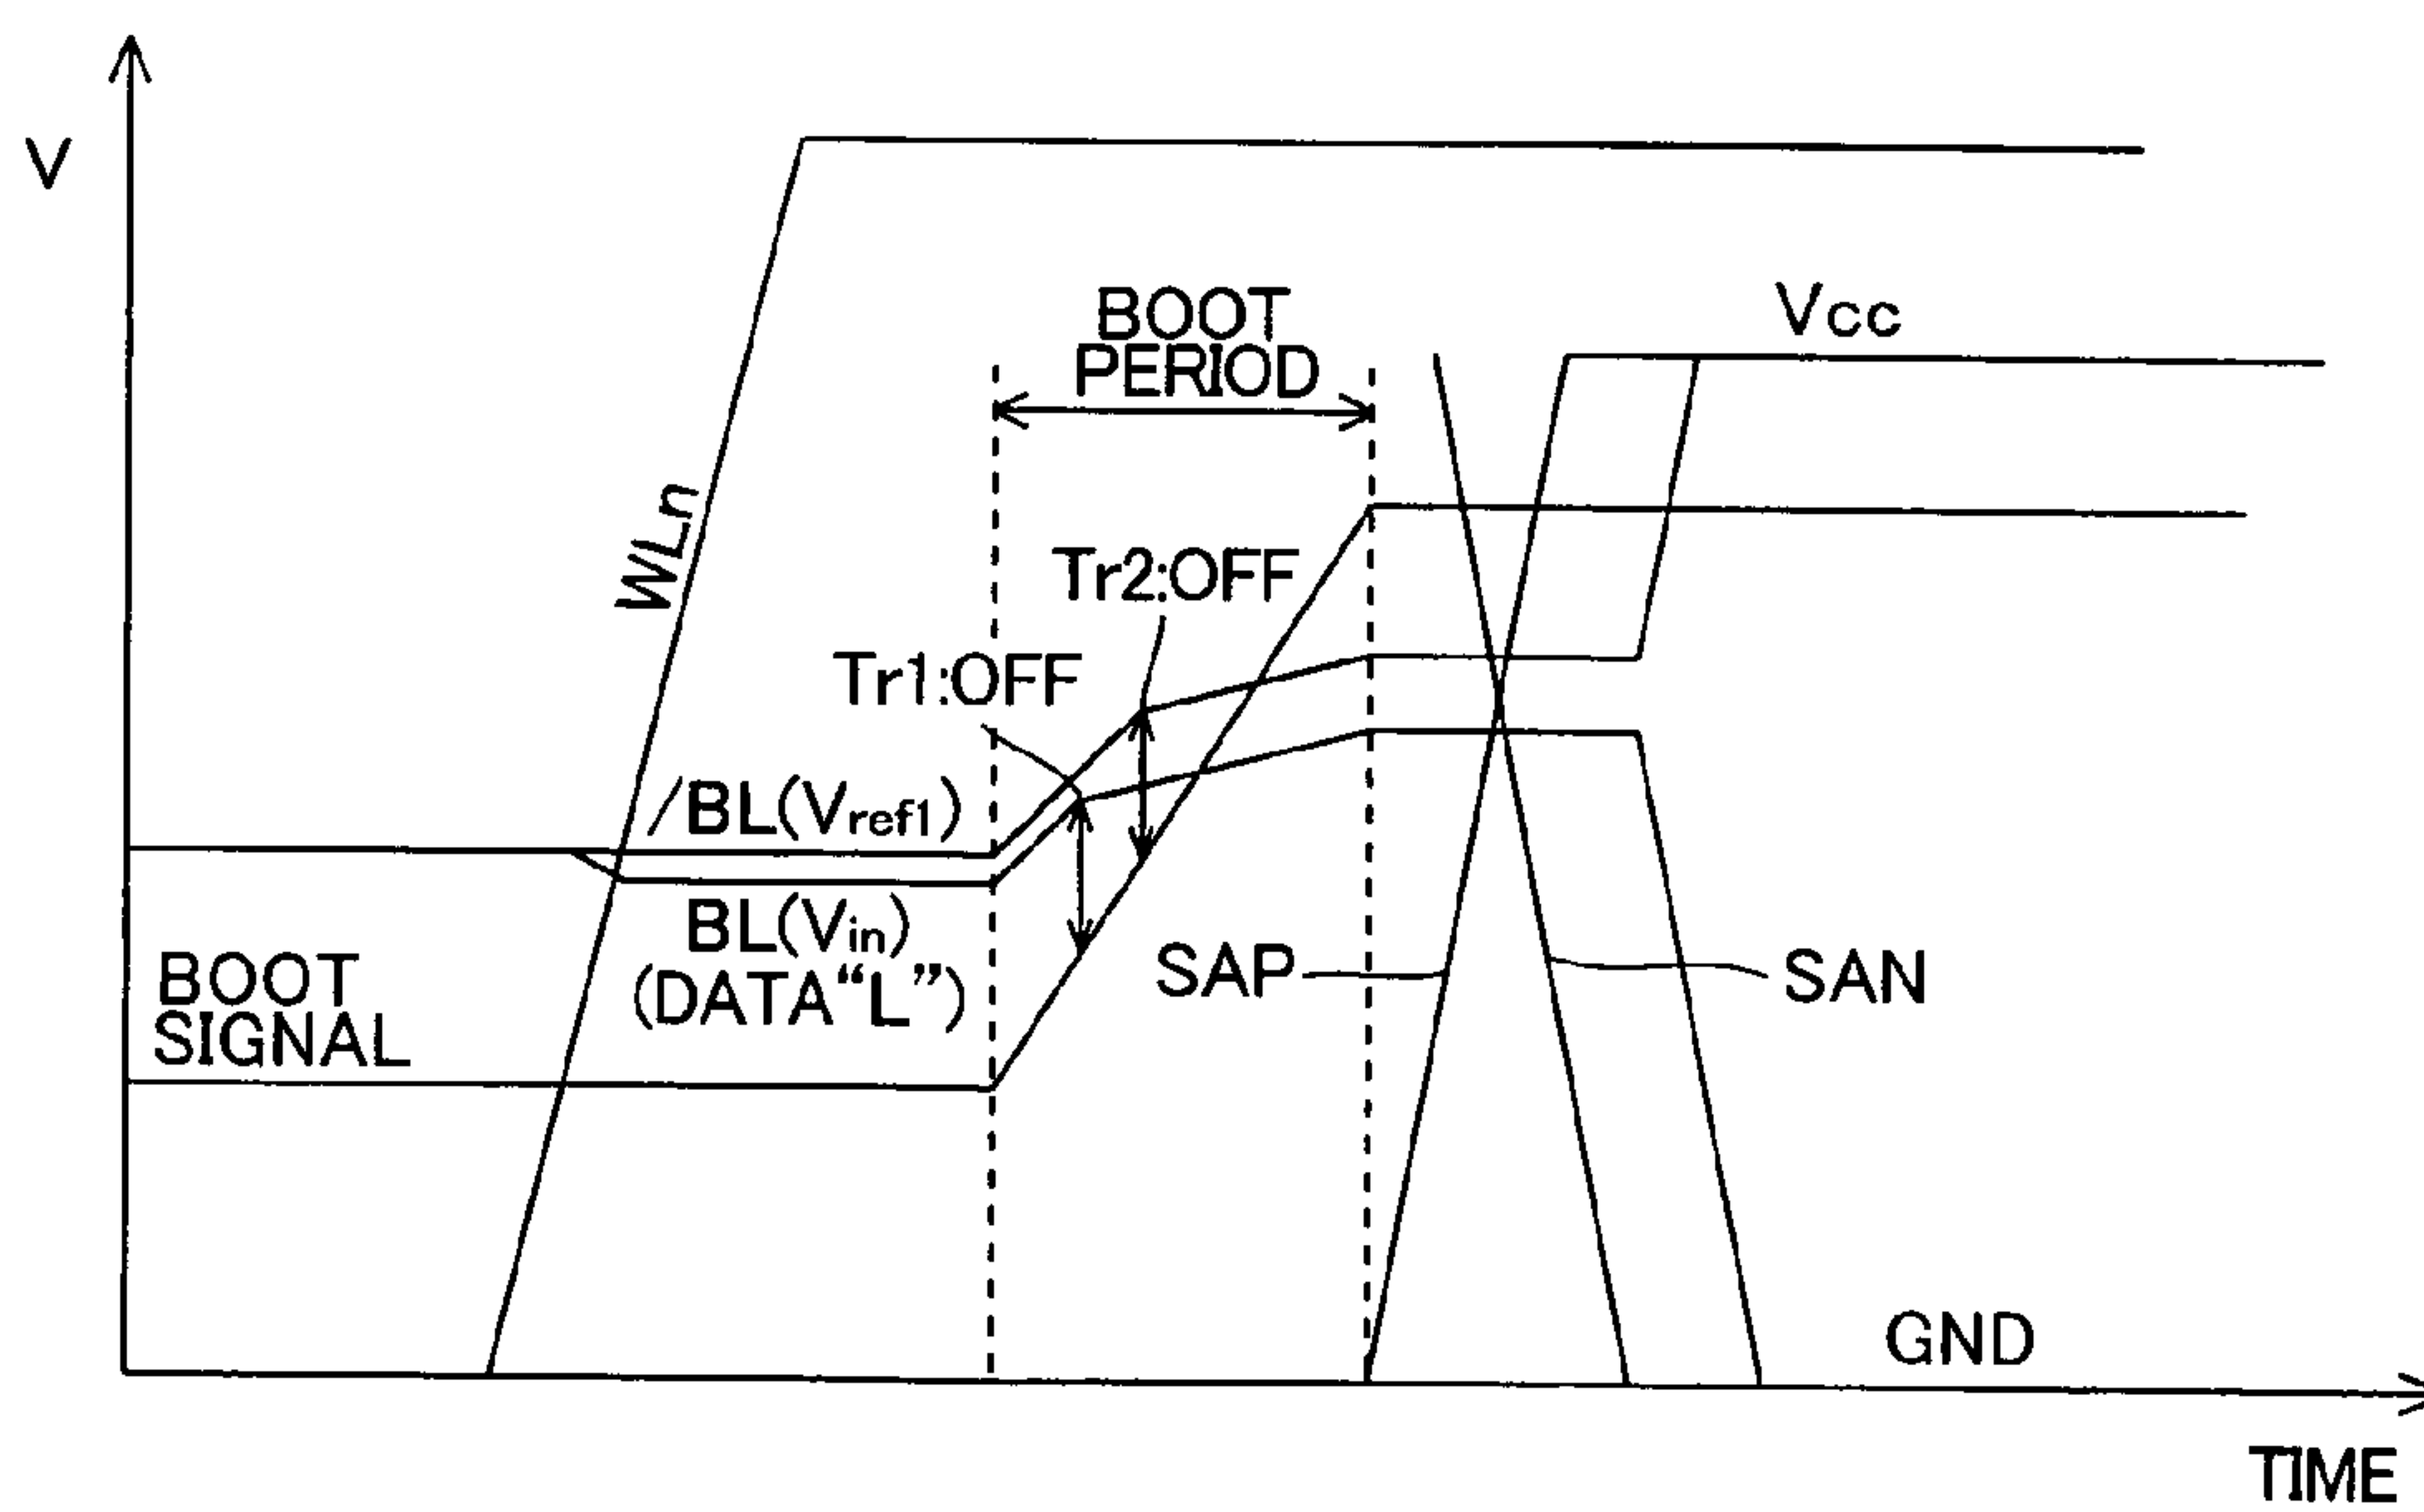 V
Vcc
BOOT
PERIOD
WLn
Tr2:OFF
Tr1:OFF
/BL(Vref1)
BL(Vin)
(DATA“L”)
BOOT
SIGNAL
SAP
SAN
GND
TIME